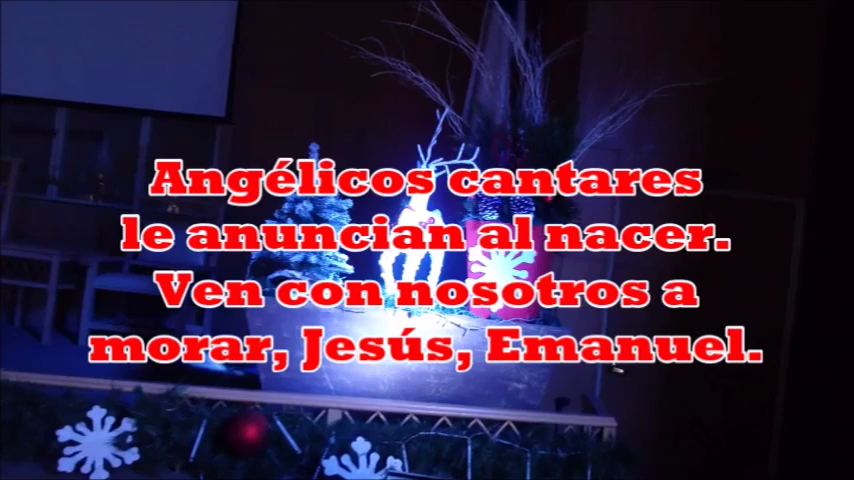 Angélicos cantares
le anuncian al nacer.
Ven con nosotros a
morar, Jesús, Emanuel.